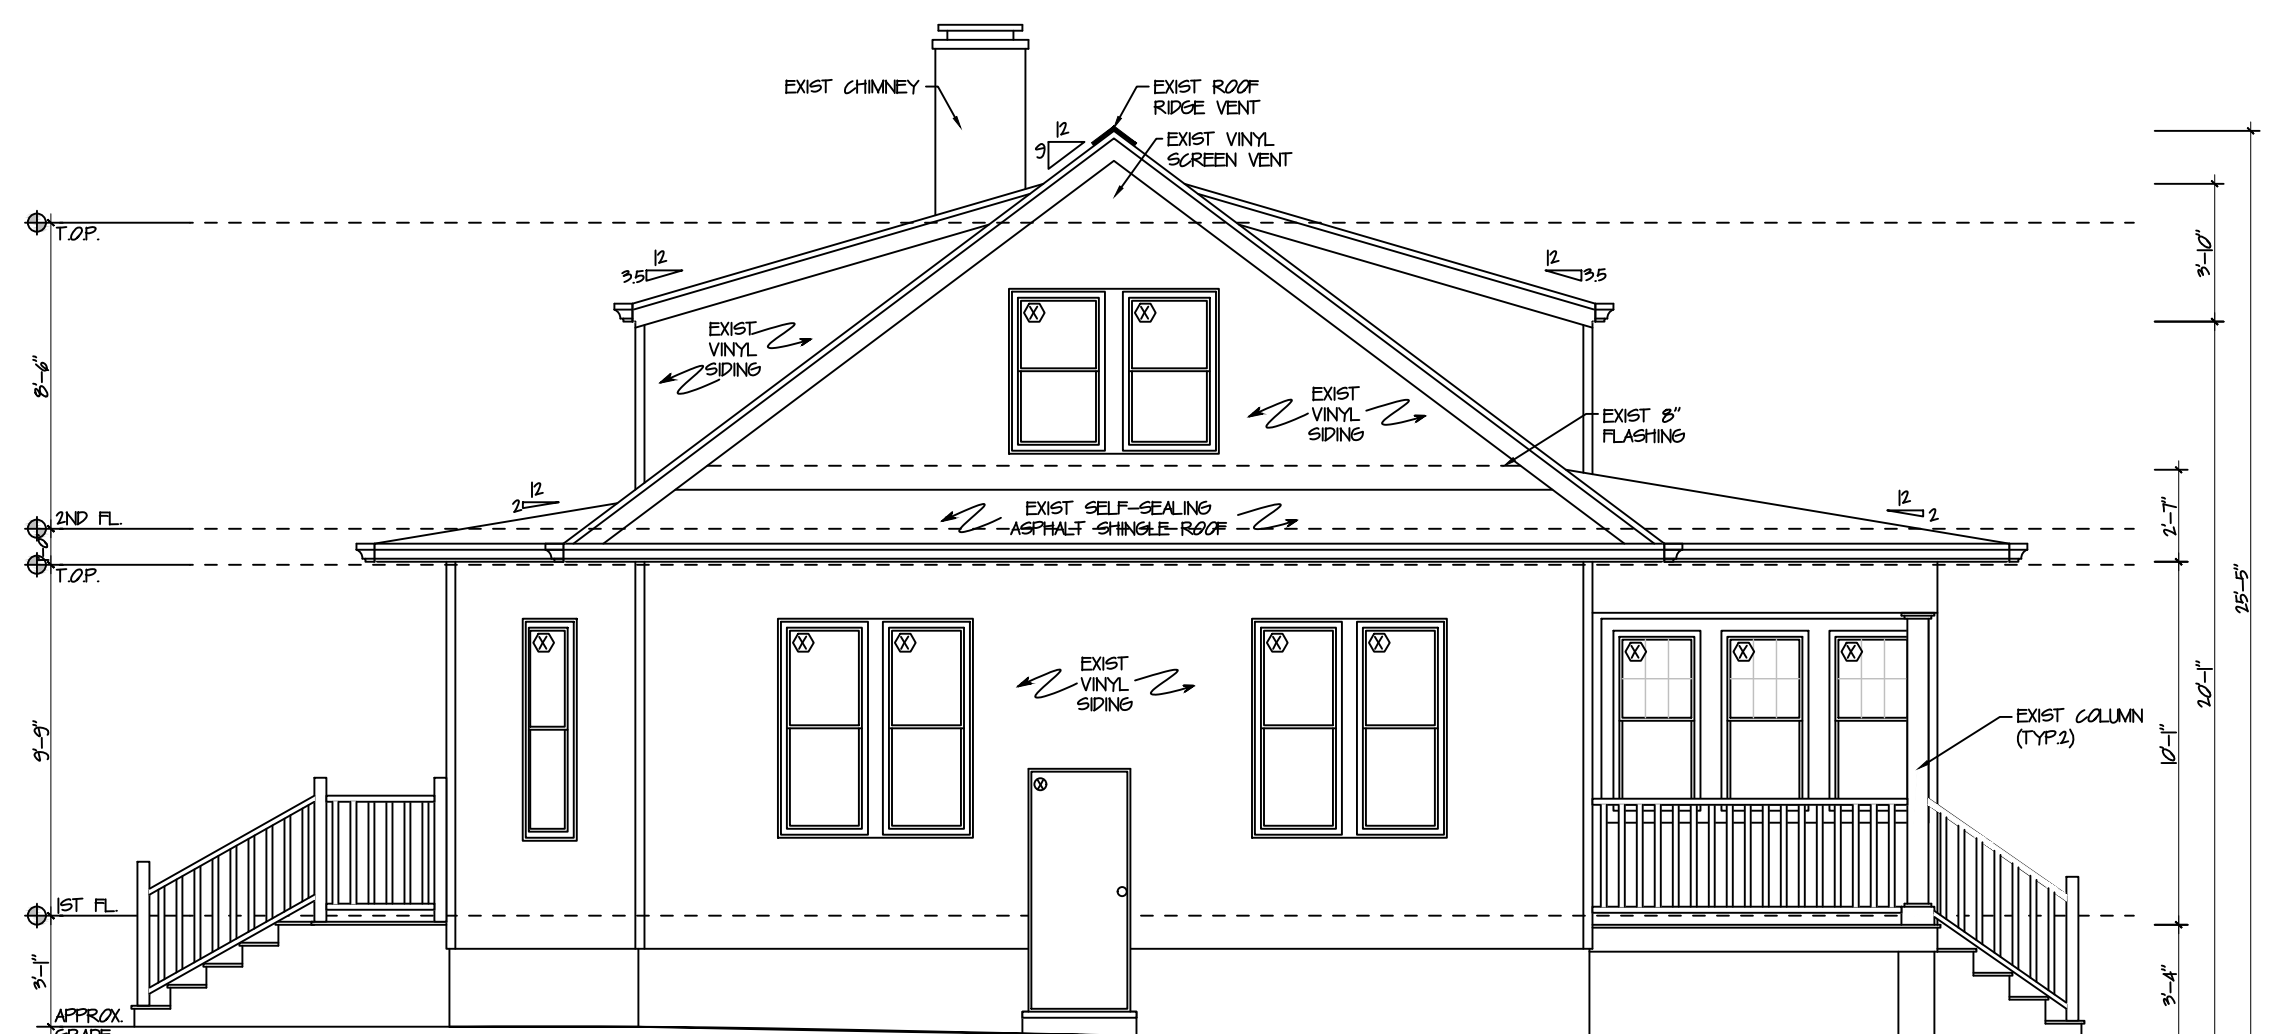 EXIST CHIMNEY
EXIST ROOF
RIDGE VENT
12
9
EXIST VINYL
SCREEN VENT
T.O.P.
12
3.5
12
3.5
3'-10"
EXIST
VINYL
SIDING
X
X
8'-6"
EXIST
VINYL
SIDING
EXIST 8"
FLASHING
12
2
12
2
2ND FL.
EXIST SELF-SEALING
ASPHALT SHINGLE ROOF
2'-7"
T.O.P.
25'-5"
X
X
X
X
X
X
X
X
EXIST
VINYL
SIDING
20'-1"
EXIST COLUMN
(TYP.2)
9'-9"
10'-1"
X
1ST FL.
3'-1"
3'-4"
APPROX.
GRADE